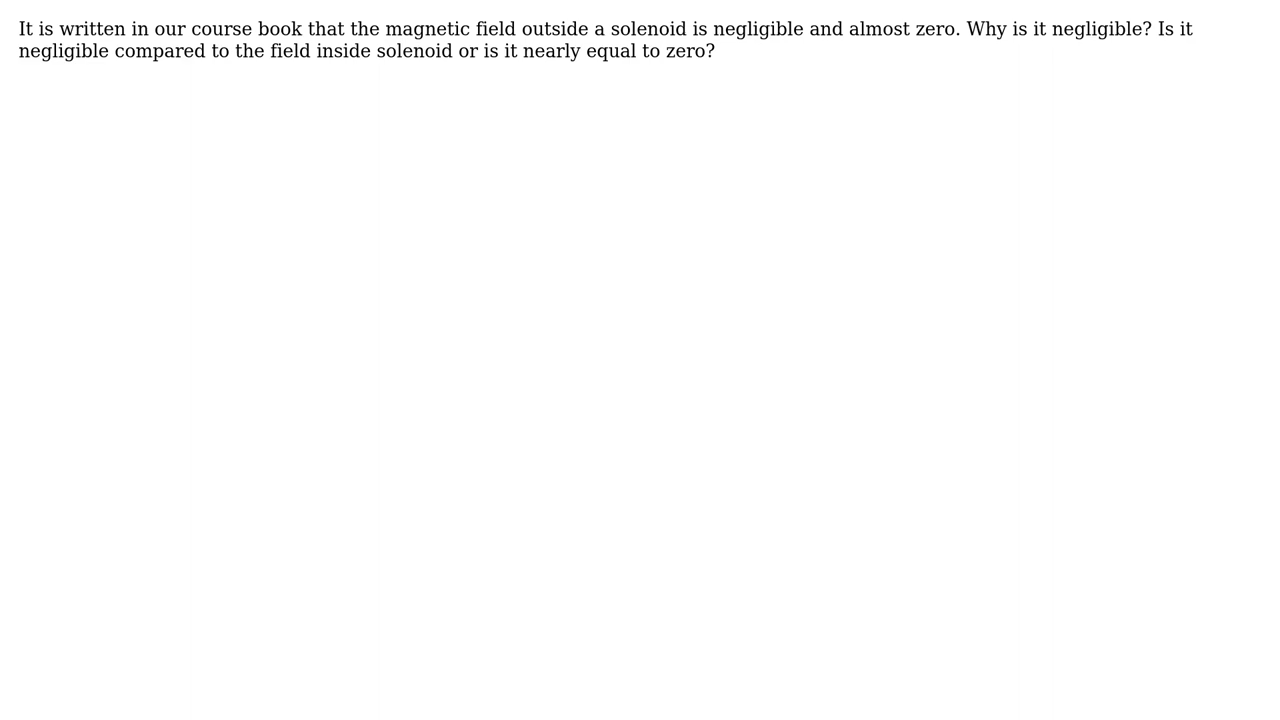 It is written in our course book that the magnetic field outside a solenoid is negligible and almost zero. Why is it negligible? Is it
negligible compared to the field inside solenoid or is it nearly equal to zero?